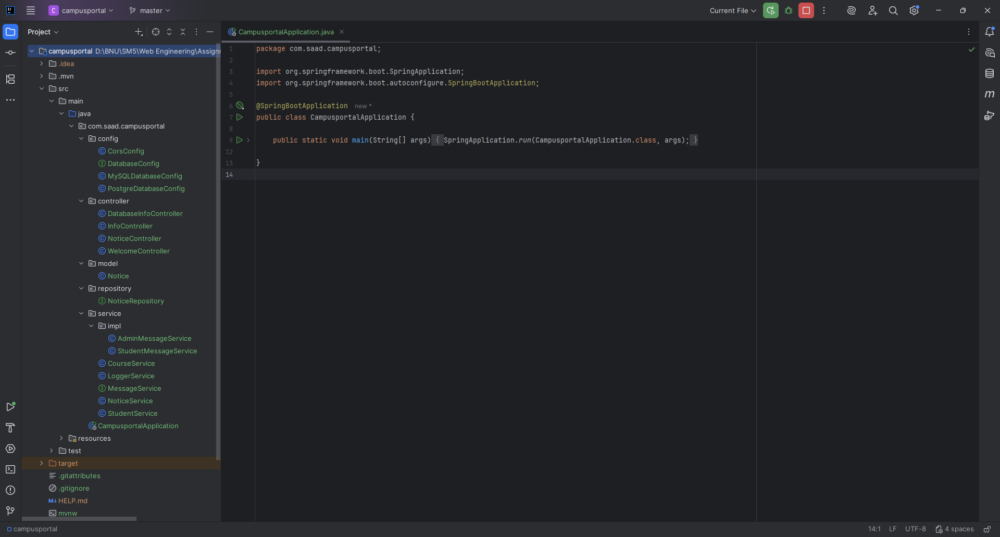 C campusportal master Current File
Project
CampusportalApplication.java
campusportal D:\BNU\SM5\Web Engineering\Assign
.idea
.mvn
src
main
java
com.saad.campusportal
config
CorsConfig
DatabaseConfig
MySQLDatabaseConfig
PostgreDatabaseConfig
controller
DatabaseInfoController
InfoController
NoticeController
WelcomeController
model
Notice
repository
NoticeRepository
service
impl
AdminMessageService
StudentMessageService
CourseService
LoggerService
MessageService
NoticeService
StudentService
CampusportalApplication
resources
test
target
.gitattributes
.gitignore
M↓ HELP.md
mvnw
1 package com.saad.campusportal;
2
3 import org.springframework.boot.SpringApplication;
4 import org.springframework.boot.autoconfigure.SpringBootApplication;
5
6 @SpringBootApplication new *
7 public class CampusportalApplication {
8
9 public static void main(String[] args) { SpringApplication.run(CampusportalApplication.class, args); }
12
13 }
14
m
campusportal 14:1 LF UTF-8 4 spaces